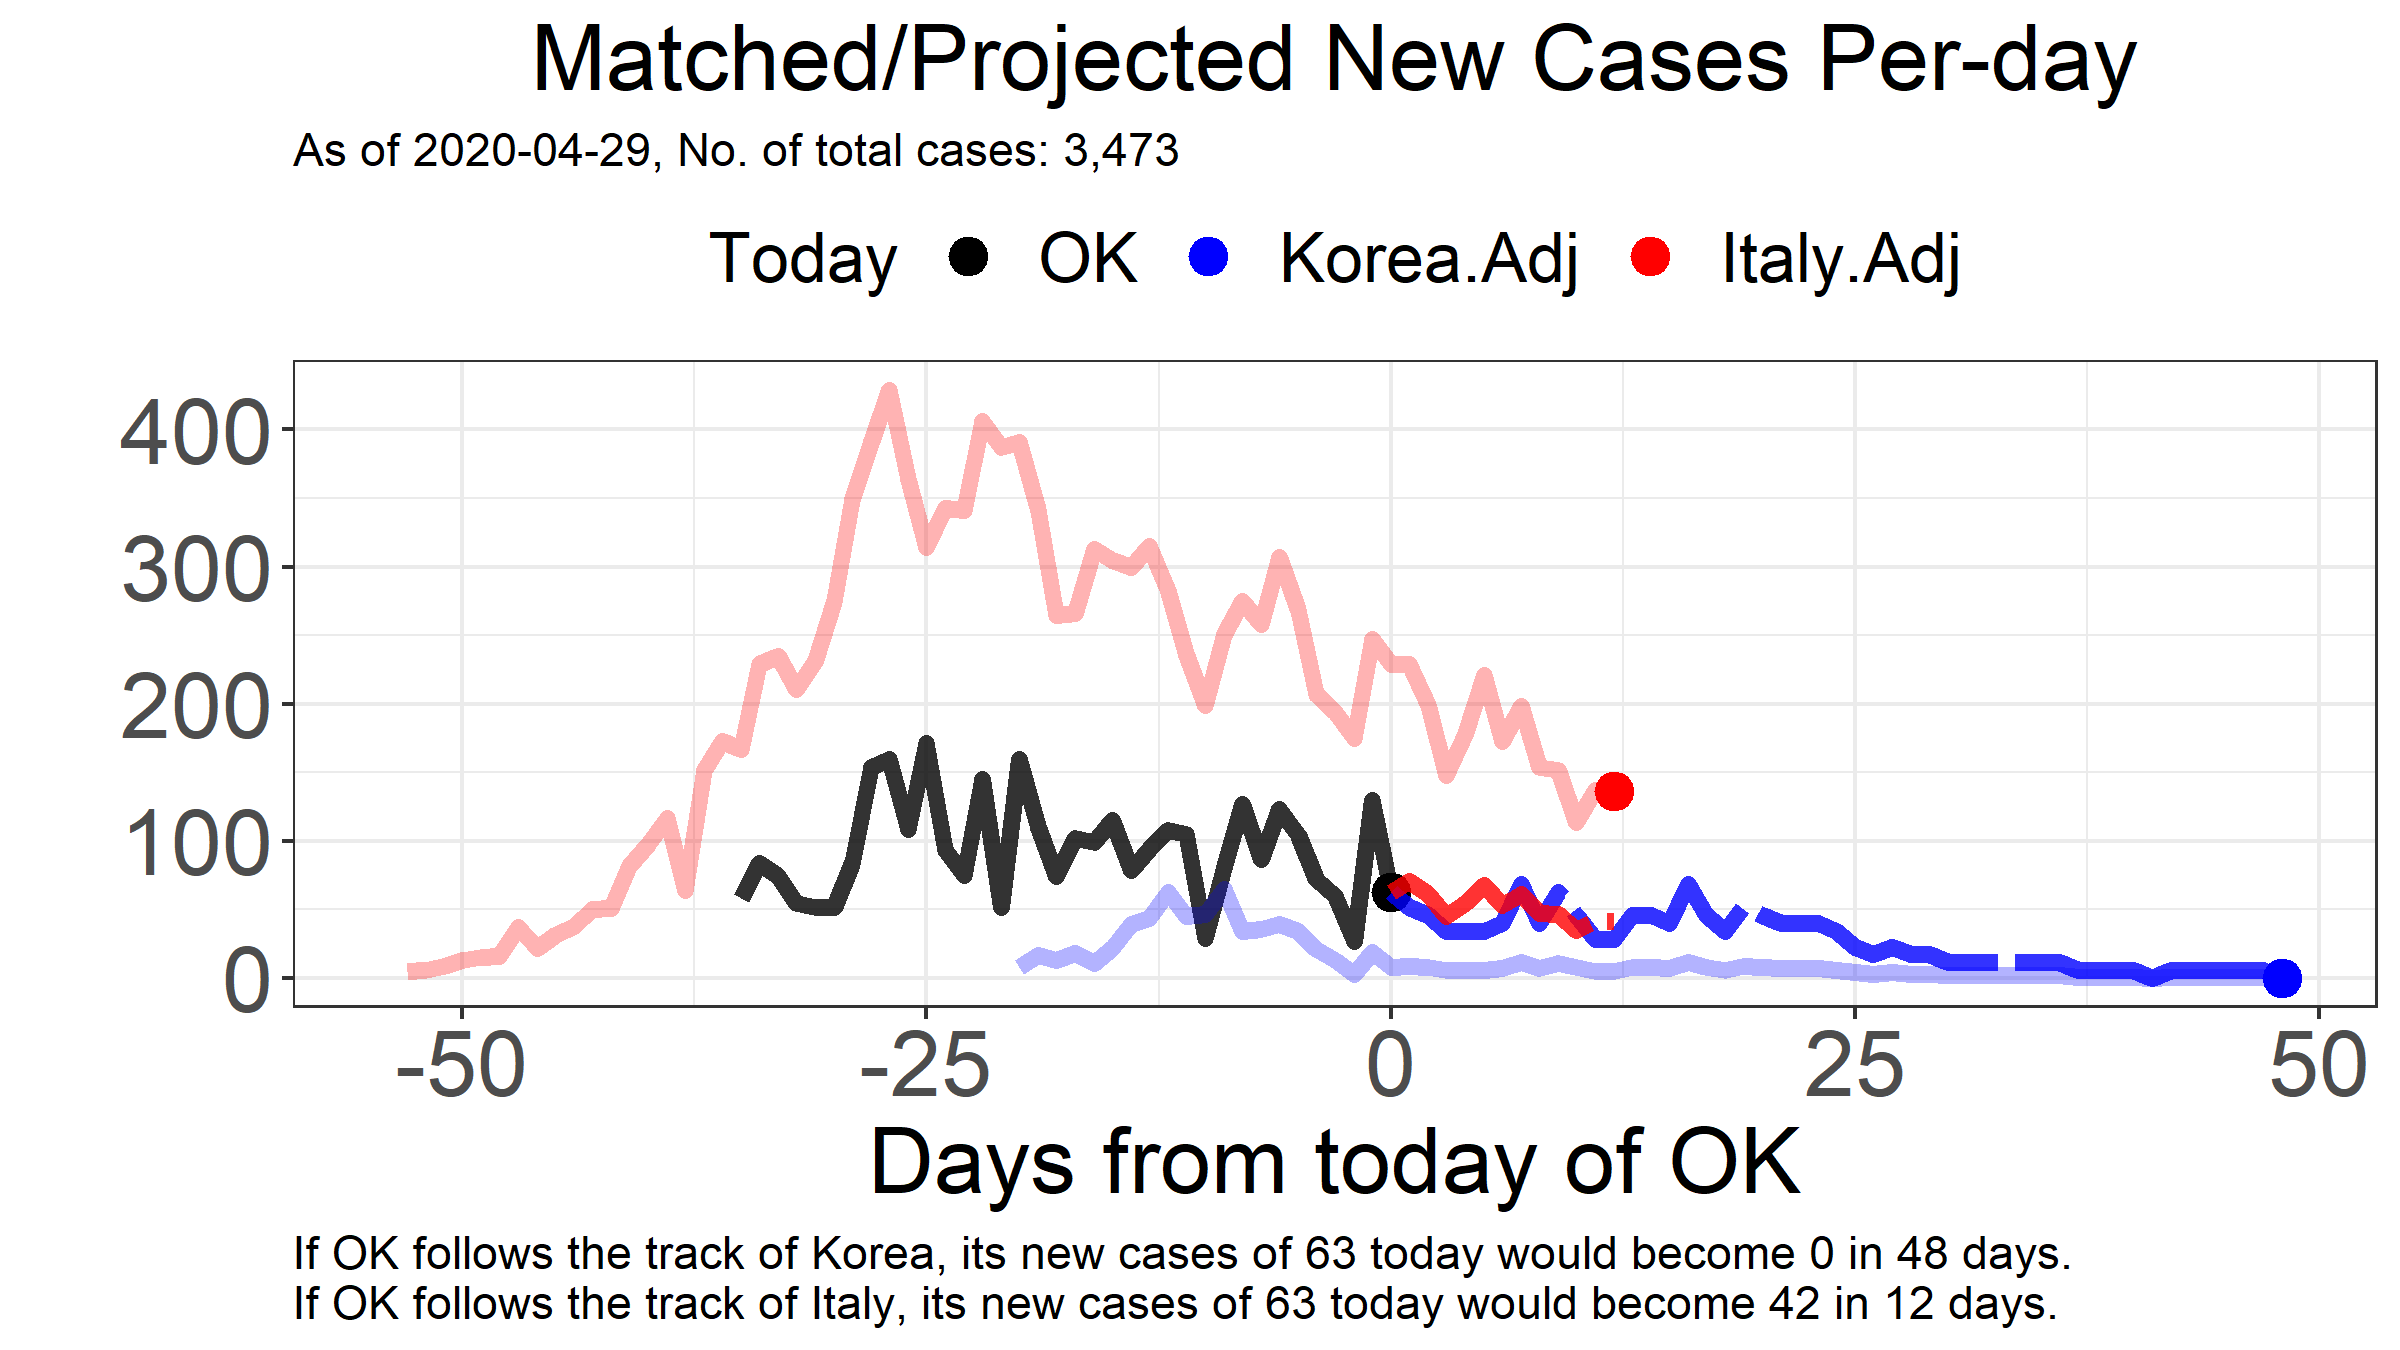 Matched/Projected New Cases Per-day
As of 2020-04-29, No. of total cases: 3,473
Today OK Korea.Adj Italy.Adj
400
300
200
100
0
-50 -25 0 25 50
Days from today of OK
If OK follows the track of Korea, its new cases of 63 today would become 0 in 48 days.
If OK follows the track of Italy, its new cases of 63 today would become 42 in 12 days.